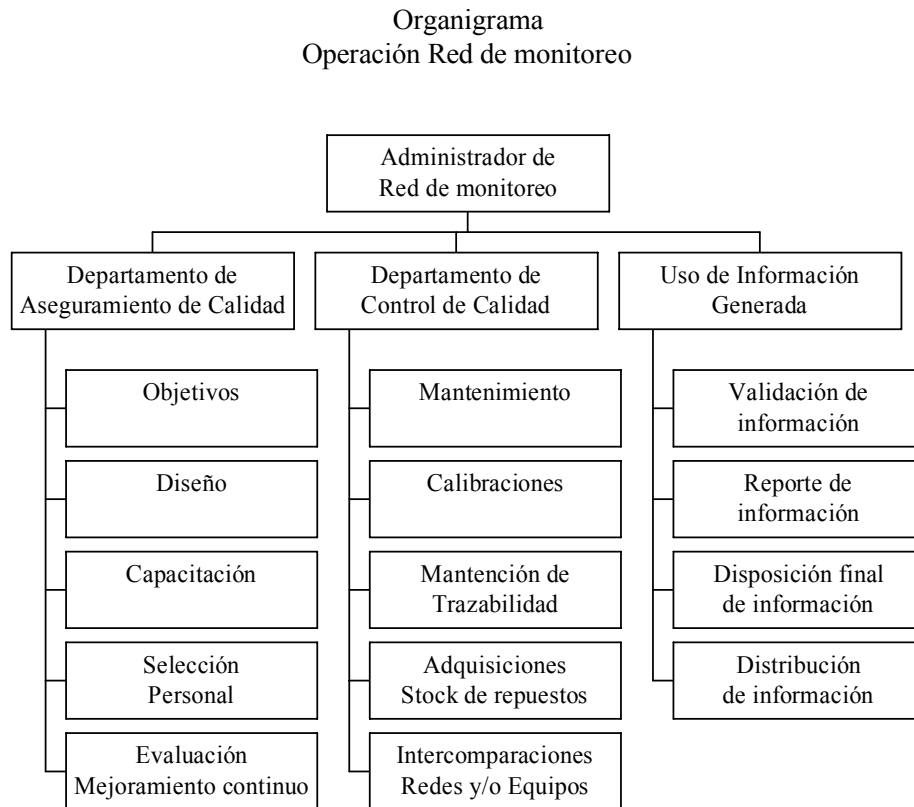 Organigrama
Operación Red de monitoreo
Administrador de
Red de monitoreo
Departamento de
Aseguramiento de Calidad
Objetivos
Diseño
Capacitación
Selección
Personal
Evaluación
Mejoramiento continuo
Departamento de
Control de Calidad
Mantenimiento
Calibraciones
Mantención de
Trazabilidad
Adquisiciones
Stock de repuestos
Intercomparaciones
Redes y/o Equipos
Uso de Información
Generada
Validación de
información
Reporte de
información
Disposición final
de información
Distribución
de información